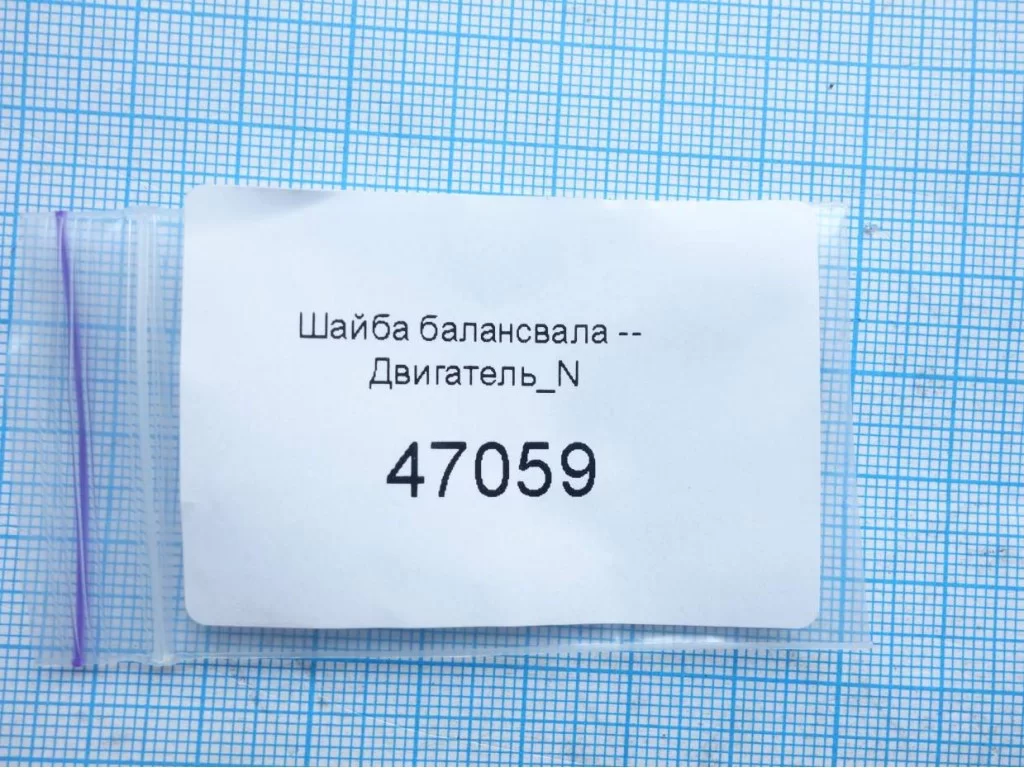 Шайба балансвала --
Двигатель_N
47059